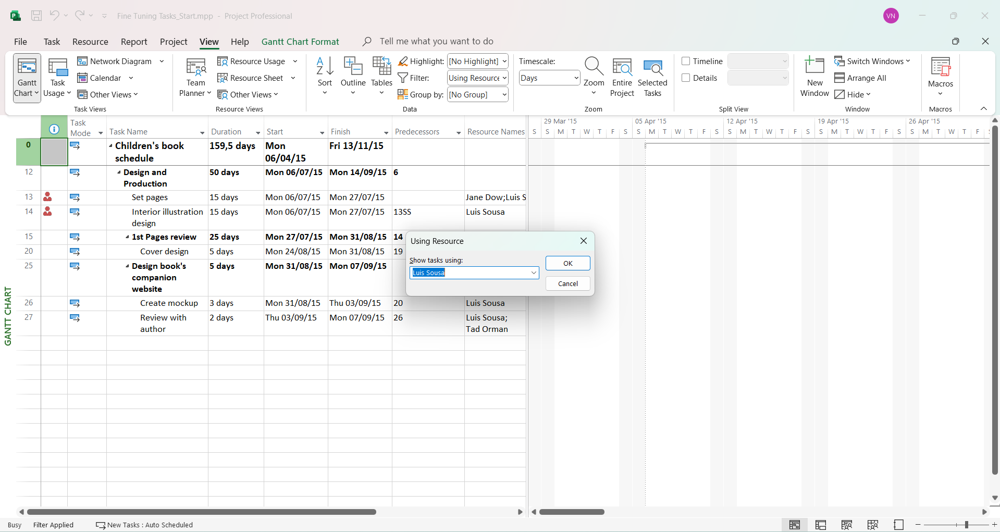 Fine Tuning Tasks_Start.mpp - Project Professional
VN
File Task Resource Report Project View Help Gantt Chart Format Tell me what you want to do
Gantt Chart
Task Usage
Network Diagram
Calendar
Other Views
Task Views
Team Planner
Resource Usage
Resource Sheet
Other Views
Resource Views
Sort
Outline
Tables
Highlight: [No Highlight]
Filter: Using Resource
Group by: [No Group]
Data
Timescale:
Days
Zoom
Entire Project
Selected Tasks
Zoom
Timeline
Details
Split View
New Window
Switch Windows
Arrange All
Hide
Window
Macros
Macros
GANTT CHART
Task Mode Task Name Duration Start Finish Predecessors Resource Names
29 Mar '15 05 Apr '15 12 Apr '15 19 Apr '15 26 Apr '15
S S M T W T F S S M T W T F S S M T W T F S S M T W T F S S M T W T F
0 Children's book schedule 159,5 days Mon 06/04/15 Fri 13/11/15
12 Design and Production 50 days Mon 06/07/15 Mon 14/09/15 6
13 Set pages 15 days Mon 06/07/15 Mon 27/07/15 Jane Dow;Luis S
14 Interior illustration design 15 days Mon 06/07/15 Mon 27/07/15 13SS Luis Sousa
15 1st Pages review 25 days Mon 27/07/15 Mon 31/08/15 14
20 Cover design 5 days Mon 24/08/15 Mon 31/08/15 19
25 Design book's companion website 5 days Mon 31/08/15 Mon 07/09/15
26 Create mockup 3 days Mon 31/08/15 Thu 03/09/15 20 Luis Sousa
27 Review with author 2 days Thu 03/09/15 Mon 07/09/15 26 Luis Sousa; Tad Orman
Using Resource
Show tasks using:
Luis Sousa
OK
Cancel
Busy Filter Applied New Tasks : Auto Scheduled